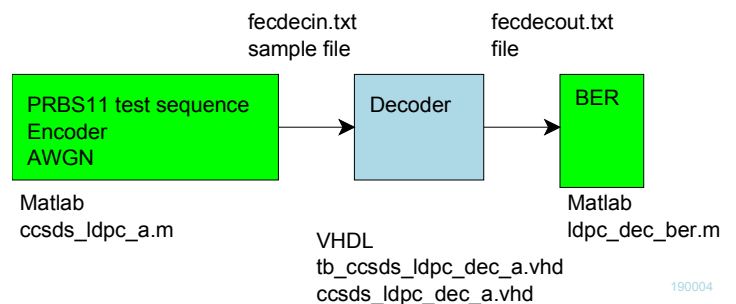 fecdecin.txt
sample file
fecdecout.txt
file
PRBS11 test sequence
Encoder
AWGN
Decoder
BER
Matlab
ccsds_ldpc_a.m
VHDL
tb_ccsds_ldpc_dec_a.vhd
ccsds_ldpc_dec_a.vhd
Matlab
ldpc_dec_ber.m
190004